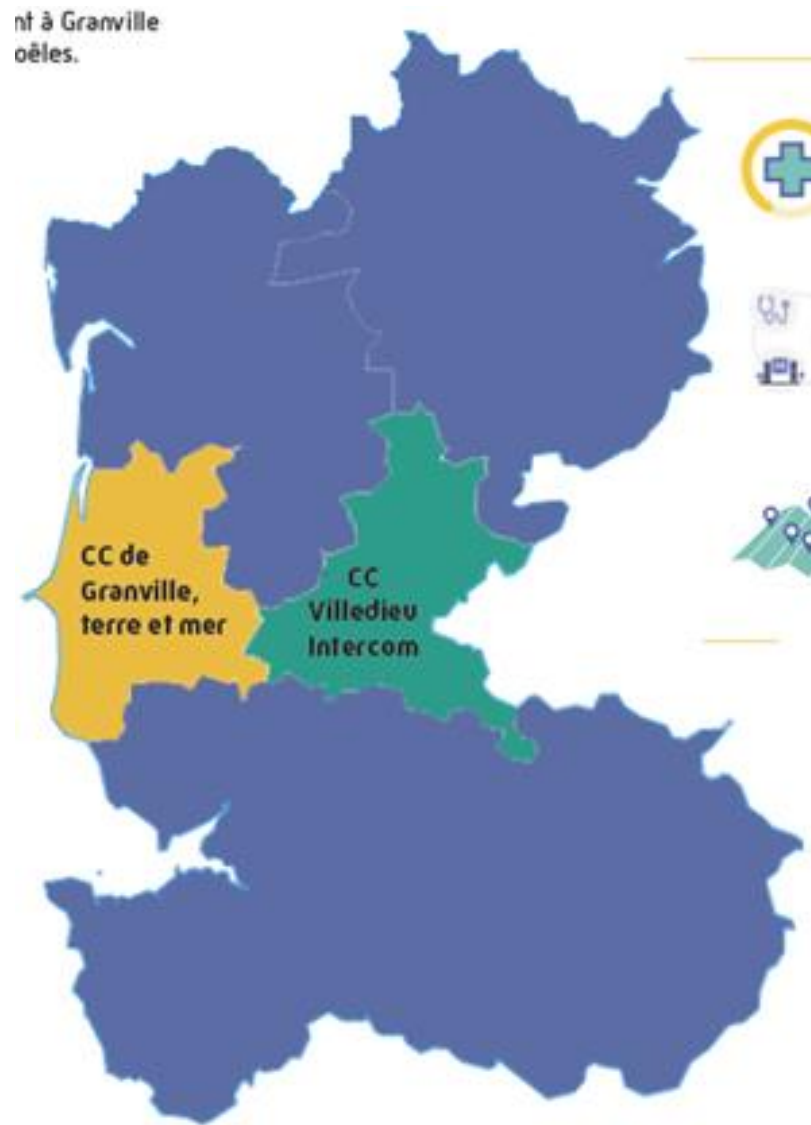 nt à Granville
oêles.
CC de
Granville,
terre et mer
CC
Villedieu
Intercom